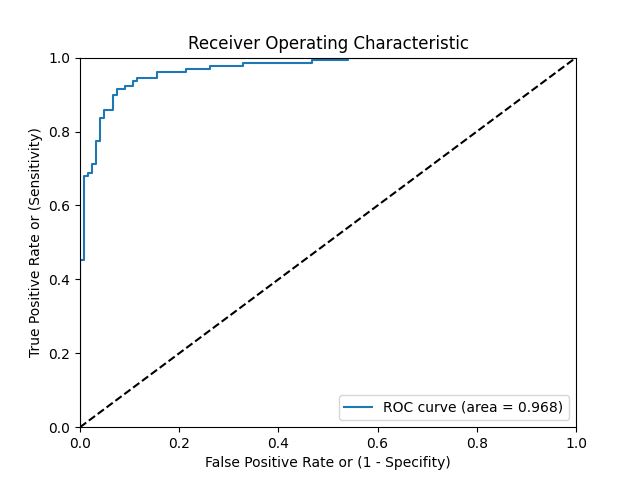 Receiver Operating Characteristic
1.0
0.8
0.6
0.4
0.2
0.0
True Positive Rate or (Sensitivity)
ROC curve (area = 0.968)
0.0 0.2 0.4 0.6 0.8 1.0
False Positive Rate or (1 - Specifity)